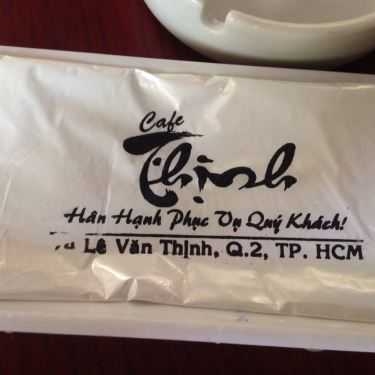 Cafe
Thịnh
Hân Hạnh Phục Vụ Quý Khách!
Lê Văn Thịnh, Q.2, TP. HCM